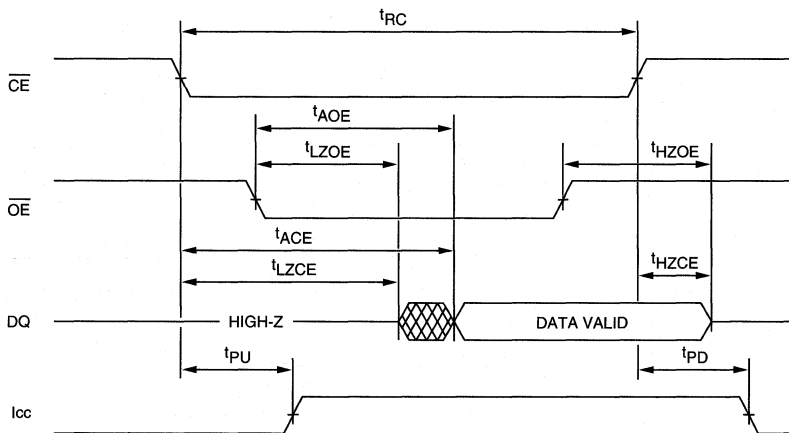 tRC
CE
tAOE
tLZOE
tHZOE
OE
tACE
tLZCE
tHZCE
DQ
HIGH-Z
DATA VALID
tPU
tPD
Icc